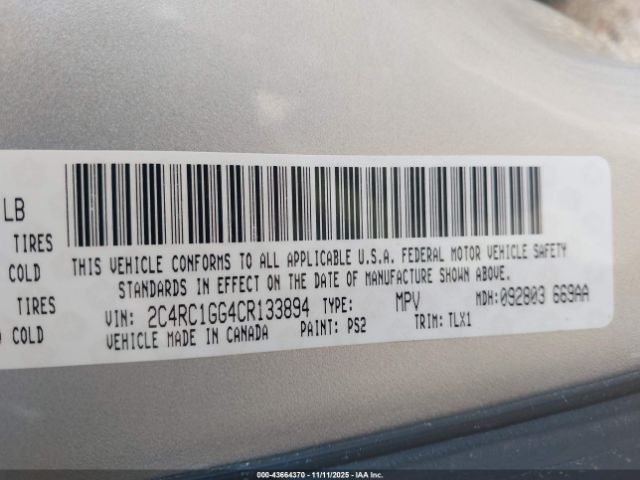 LB
TIRES
COLD
TIRES
COLD
THIS VEHICLE CONFORMS TO ALL APPLICABLE U.S.A. FEDERAL MOTOR VEHICLE SAFETY
STANDARDS IN EFFECT ON THE DATE OF MANUFACTURE SHOWN ABOVE.
VIN: 2C4RC1GG4CR133894 TYPE: MPV MDH:092803 669AA
VEHICLE MADE IN CANADA PAINT: PS2 TRIM: TLX1
000-43664370 - 11/11/2025 - IAA Inc.